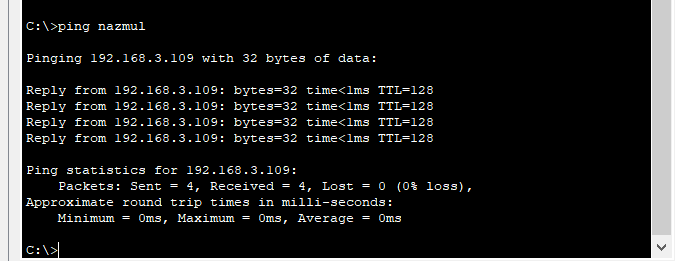 C:\>ping nazmul
Pinging 192.168.3.109 with 32 bytes of data:
Reply from 192.168.3.109: bytes=32 time<1ms TTL=128
Reply from 192.168.3.109: bytes=32 time<1ms TTL=128
Reply from 192.168.3.109: bytes=32 time<1ms TTL=128
Reply from 192.168.3.109: bytes=32 time<1ms TTL=128
Ping statistics for 192.168.3.109:
Packets: Sent = 4, Received = 4, Lost = 0 (0% loss),
Approximate round trip times in milli-seconds:
Minimum = 0ms, Maximum = 0ms, Average = 0ms
C:\>